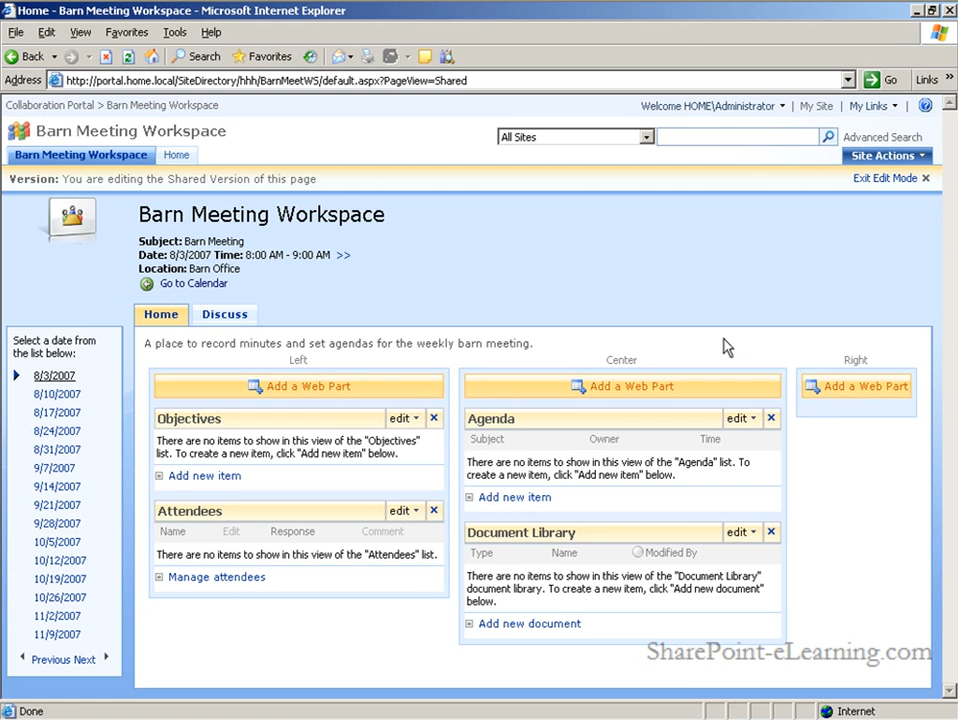 Home - Barn Meeting Workspace - Microsoft Internet Explorer
File Edit View Favorites Tools Help
Back Search Favorites
Address http://portal.home.local/SiteDirectory/hhh/BarnMeetWS/default.aspx?PageView=Shared Go Links »
Collaboration Portal > Barn Meeting Workspace Welcome HOME\Administrator | My Site | My Links |
Barn Meeting Workspace
All Sites Advanced Search
Barn Meeting Workspace Home Site Actions
Version: You are editing the Shared Version of this page Exit Edit Mode ×
Barn Meeting Workspace
Subject: Barn Meeting
Date: 8/3/2007 Time: 8:00 AM - 9:00 AM >>
Location: Barn Office
Go to Calendar
Home Discuss
Select a date from
the list below:
8/3/2007
8/10/2007
8/17/2007
8/24/2007
8/31/2007
9/7/2007
9/14/2007
9/21/2007
9/28/2007
10/5/2007
10/12/2007
10/19/2007
10/26/2007
11/2/2007
11/9/2007
Previous Next
A place to record minutes and set agendas for the weekly barn meeting.
Left
Add a Web Part
Objectives edit
There are no items to show in this view of the "Objectives"
list. To create a new item, click "Add new item" below.
Add new item
Attendees edit
Name Edit Response Comment
There are no items to show in this view of the "Attendees" list.
Manage attendees
Center
Add a Web Part
Agenda edit
Subject Owner Time
There are no items to show in this view of the "Agenda" list. To
create a new item, click "Add new item" below.
Add new item
Document Library edit
Type Name Modified By
There are no items to show in this view of the "Document Library"
document library. To create a new item, click "Add new document"
below.
Add new document
Right
Add a Web Part
SharePoint-eLearning.com
Done Internet